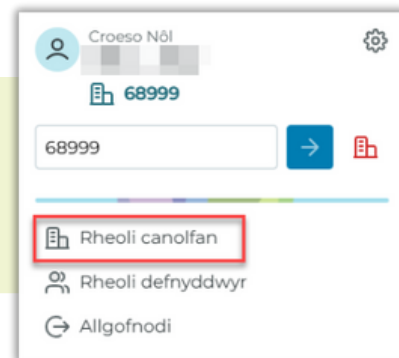 Croeso Nôl
68999
68999
Rheoli canolfan
Rheoli defnyddwyr
Allgofnodi